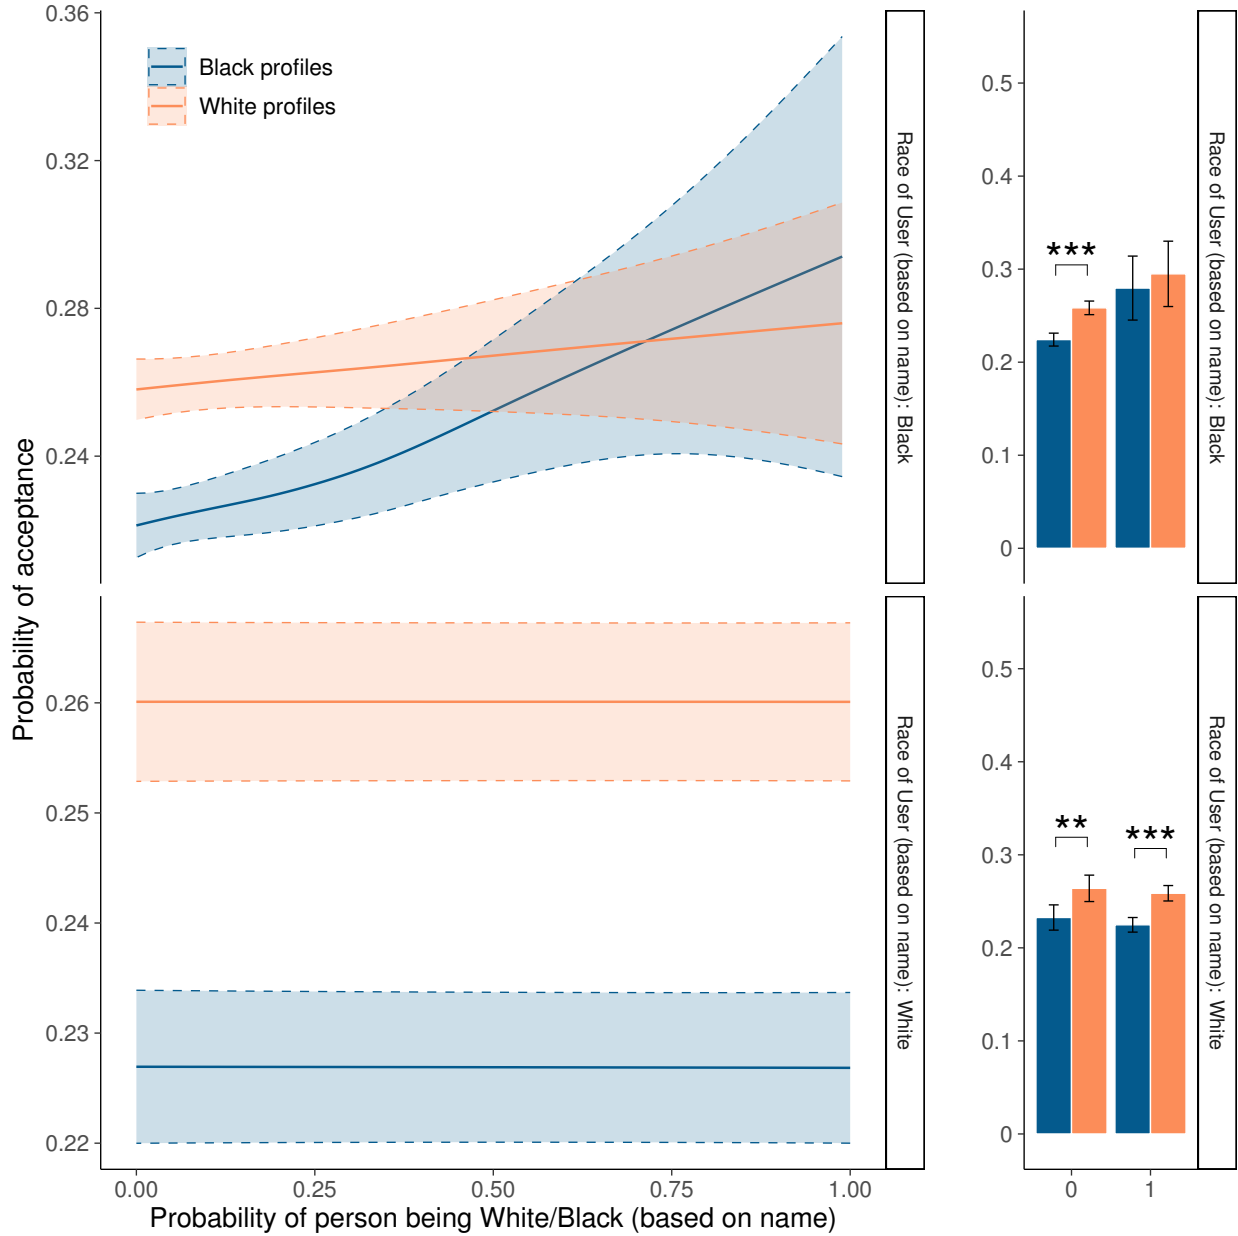 Probability of acceptance
0.36
0.32
0.28
0.24
Black profiles
White profiles
Race of User (based on name): Black
0.5
0.4
0.3
0.2
0.1
0
***
Race of User (based on name): Black
0.26
0.25
0.24
0.23
0.22
Race of User (based on name): White
0.5
0.4
0.3
0.2
0.1
0
** ***
Race of User (based on name): White
0.00 0.25 0.50 0.75 1.00
0 1
Probability of person being White/Black (based on name)